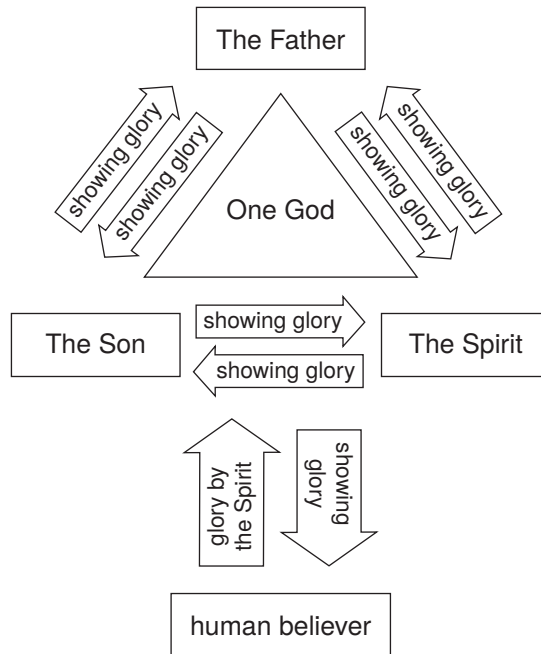 The Father
showing glory
showing glory
showing glory
showing glory
One God
The Son
showing glory
showing glory
The Spirit
glory by
the Spirit
showing
glory
human believer